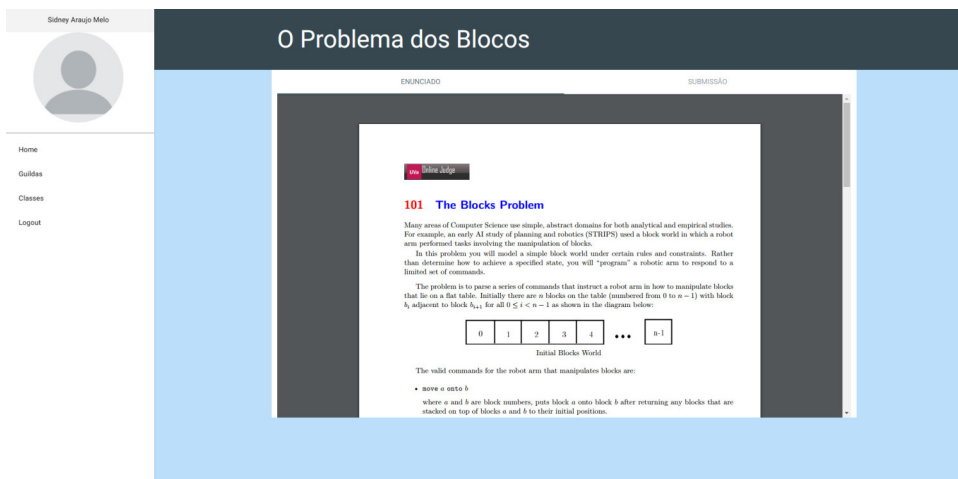 Sidney Araujo Melo
Home
Guildas
Classes
Logout
O Problema dos Blocos
ENUNCIADO
SUBMISSÃO
UVa Online Judge
101 The Blocks Problem
Many areas of Computer Science use simple, abstract domains for both analytical and empirical studies.
For example, an early AI study of planning and robotics (STRIPS) used a block world in which a robot
arm performed tasks involving the manipulation of blocks.
In this problem you will model a simple block world under certain rules and constraints. Rather
than determine how to achieve a specified state, you will “program” a robotic arm to respond to a
limited set of commands.
The problem is to parse a series of commands that instruct a robot arm in how to manipulate blocks
that lie on a flat table. Initially there are n blocks on the table (numbered from 0 to n − 1) with block
bᵢ adjacent to block bᵢ₊₁ for all 0 ≤ i < n − 1 as shown in the diagram below:
0 1 2 3 4 ••• n-1
Initial Blocks World
The valid commands for the robot arm that manipulates blocks are:
• move a onto b
where a and b are block numbers, puts block a onto block b after returning any blocks that are
stacked on top of blocks a and b to their initial positions.